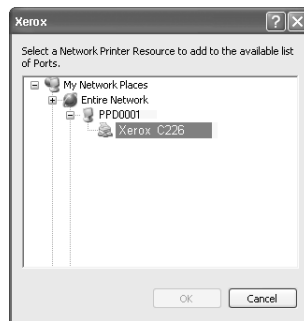 Xerox
Select a Network Printer Resource to add to the available list
of Ports.
My Network Places
Entire Network
PPD0001
Xerox C226
OK
Cancel